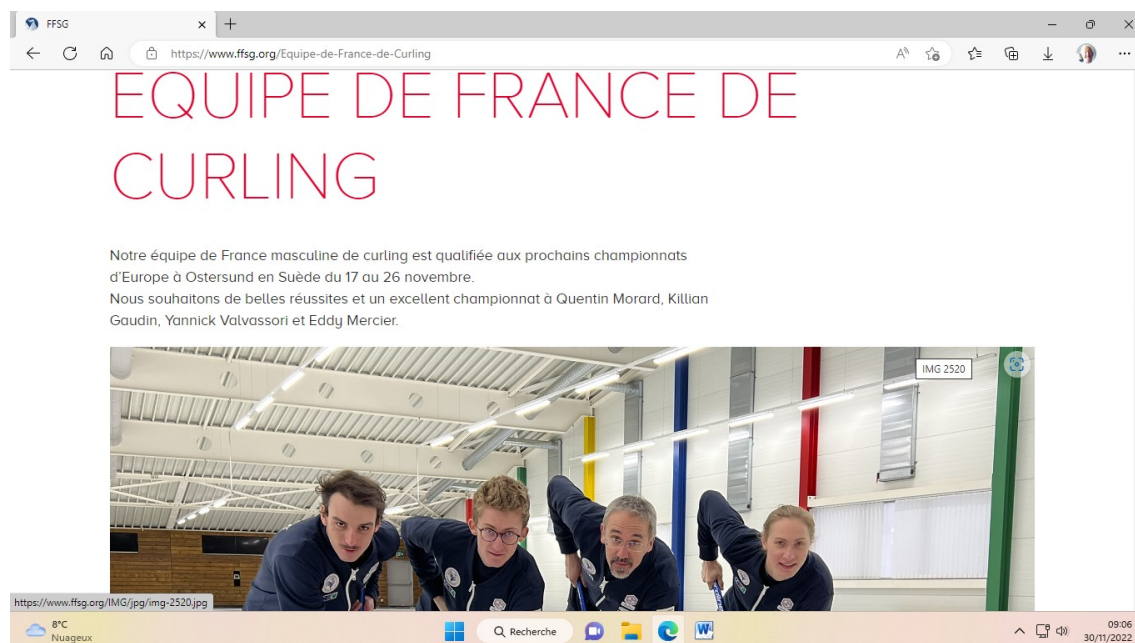 FFSG
https://www.ffsg.org/Equipe-de-France-de-Curling
EQUIPE DE FRANCE DE
CURLING
Notre équipe de France masculine de curling est qualifiée aux prochains championnats
d'Europe à Ostersund en Suède du 17 au 26 novembre.
Nous souhaitons de belles réussites et un excellent championnat à Quentin Morard, Killian
Gaudin, Yannick Valvassori et Eddy Mercier.
IMG 2520
https://www.ffsg.org/IMG/jpg/img-2520.jpg
8°C
Nuageux
Recherche
09:06
30/11/2022